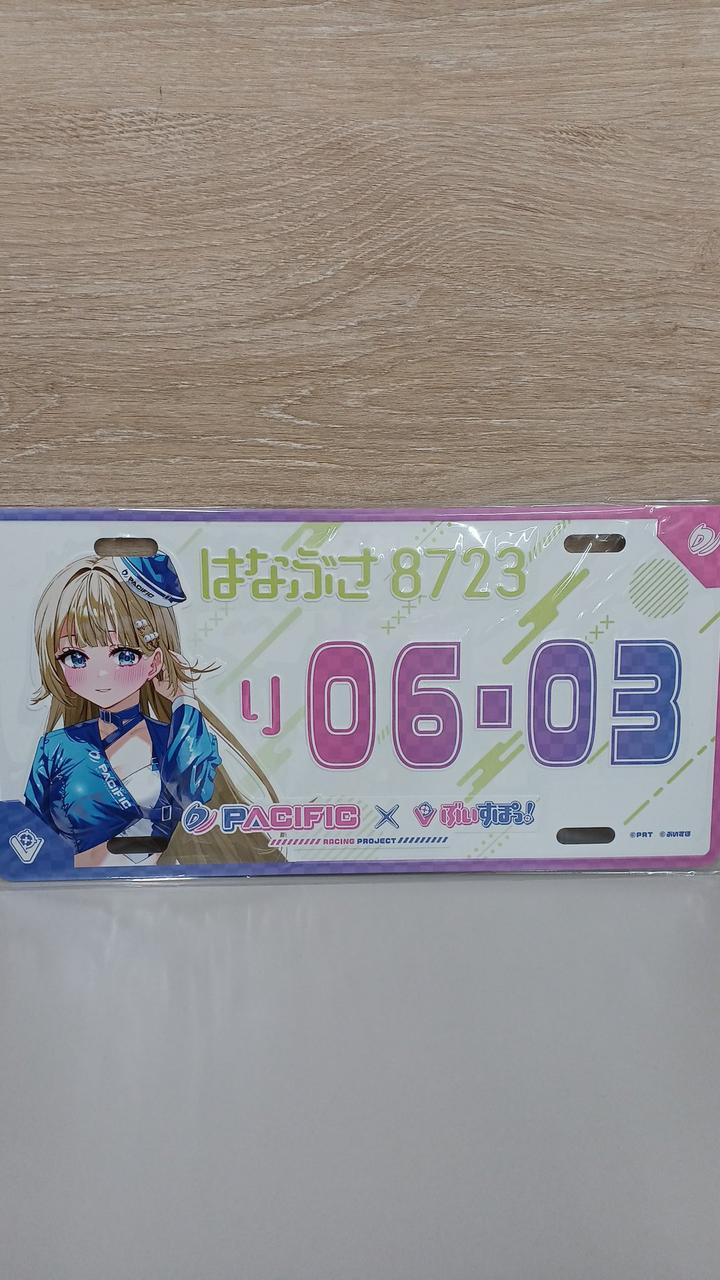 PACIFIC
はなぶさ 8723
り 06-03
PACIFIC
PACIFIC × ぶいすぽっ!
RACING PROJECT
©PRT ©ぶいすぽ